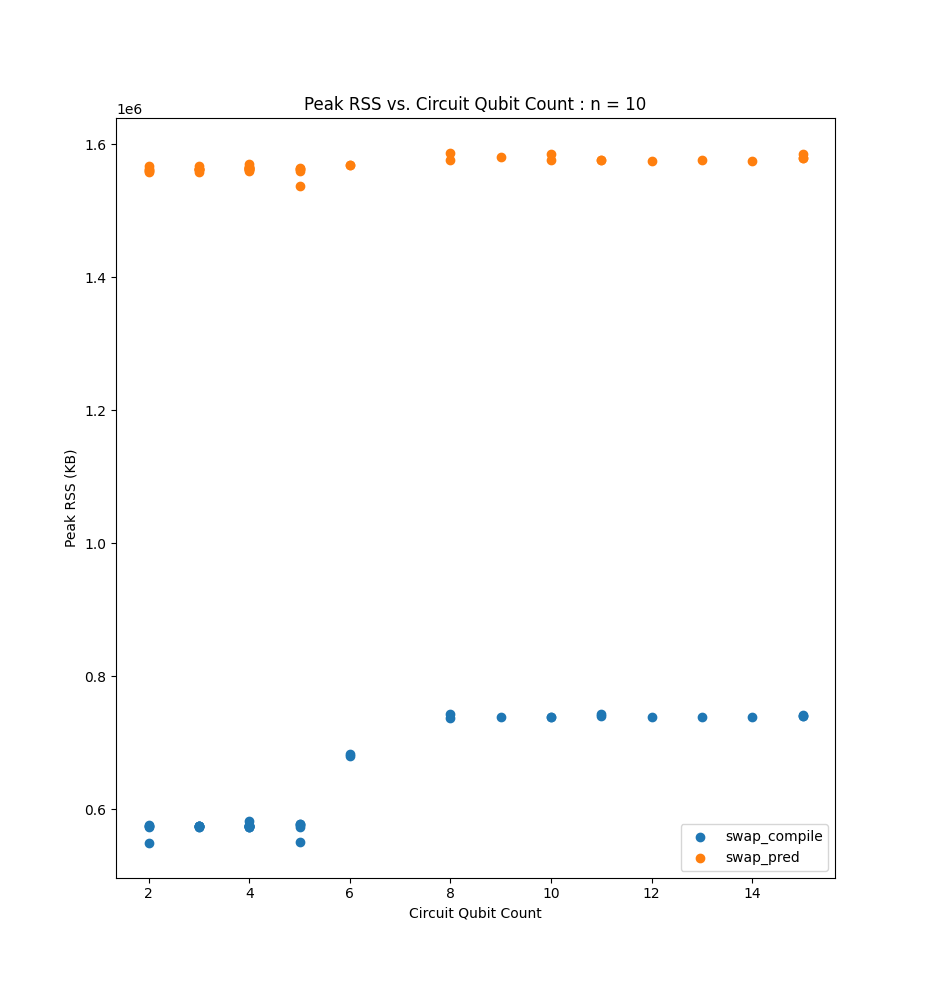 Peak RSS vs. Circuit Qubit Count : n = 10
1e6
1.6
1.4
1.2
1.0
0.8
0.6
Peak RSS (KB)
2 4 6 8 10 12 14
Circuit Qubit Count
swap_compile
swap_pred